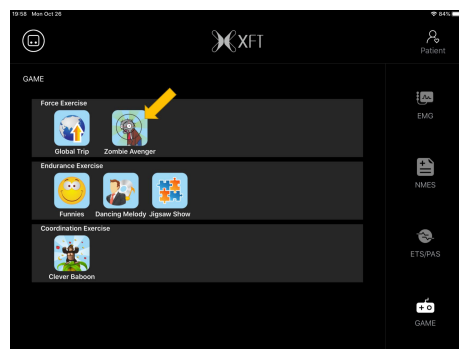 19:58 Mon Oct 26
84%
XFT
Patient
GAME
Force Exercise
Global Trip
Zombie Avenger
Endurance Exercise
Funnies
Dancing Melody
Jigsaw Show
Coordination Exercise
Clever Baboon
EMG
NMES
ETS/PAS
GAME